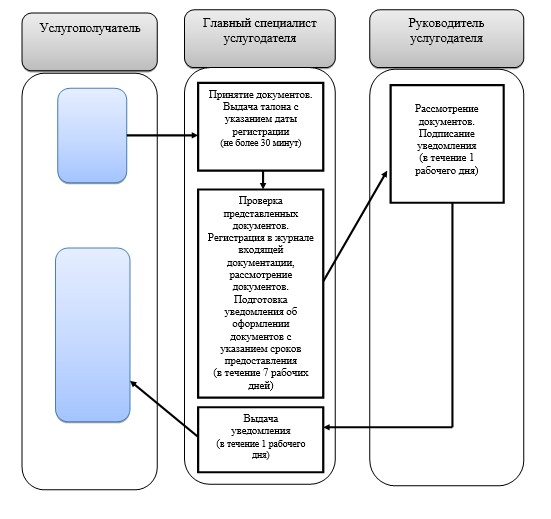 Услугополучатель
Главный специалист
услугодателя
Руководитель
услугодателя
Принятие документов.
Выдача талона с
указанием даты
регистрации
(не более 30 минут)
Проверка
представленных
документов.
Регистрация в журнале
входящей
документации,
рассмотрение
документов.
Подготовка
уведомления об
оформлении
документов с
указанием сроков
предоставления
(в течение 7 рабочих
дней)
Рассмотрение
документов.
Подписание
уведомления
(в течение 1
рабочего дня)
Выдача
уведомления
(в течение 1 рабочего
дня)